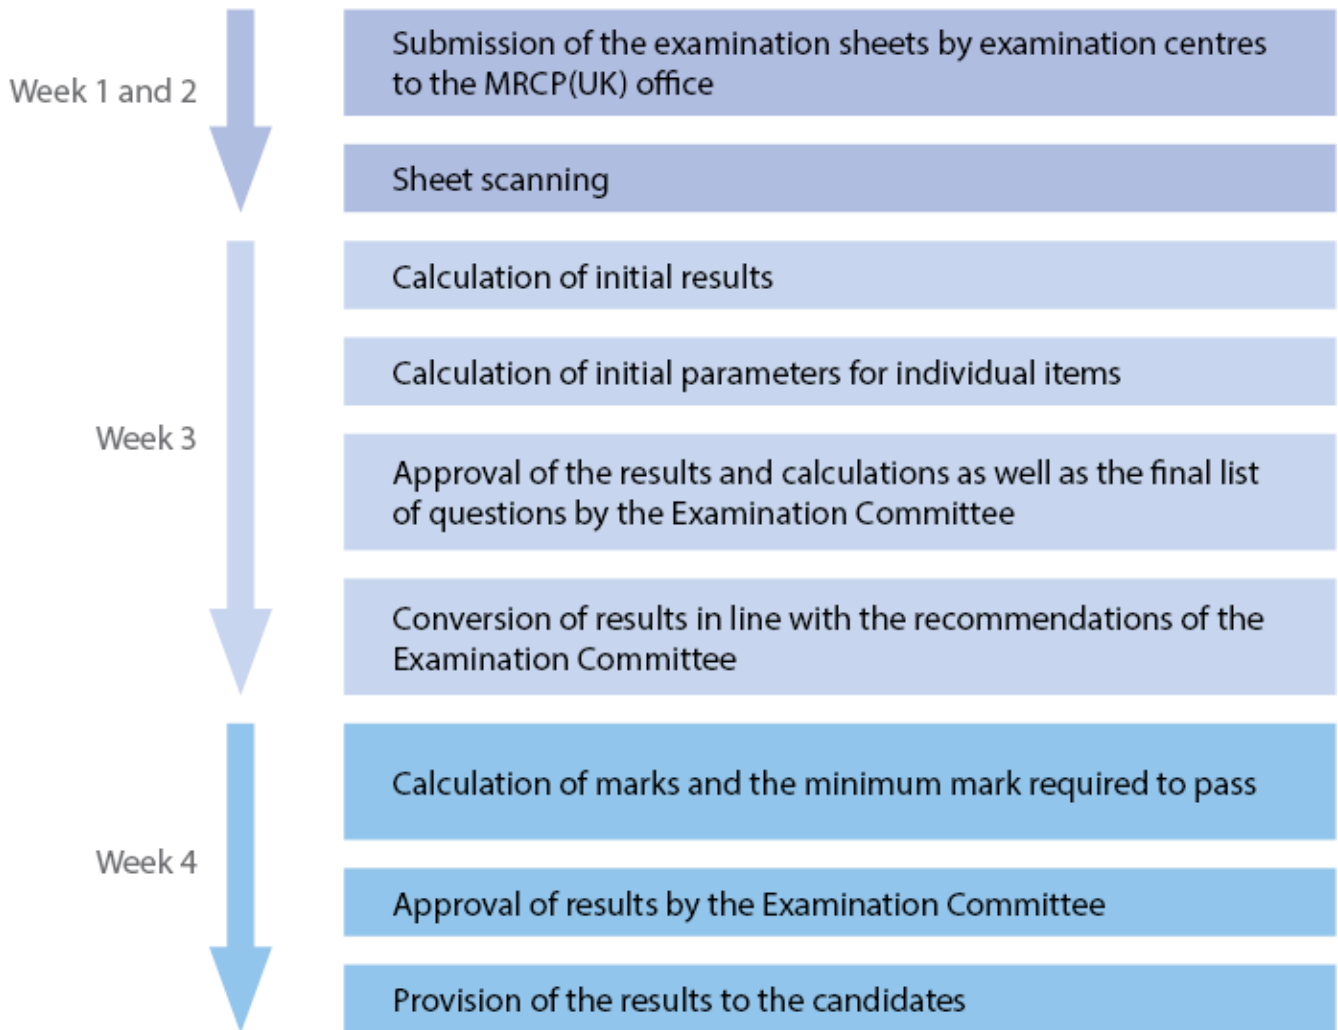 Week 1 and 2
Submission of the examination sheets by examination centres
to the MRCP(UK) office
Sheet scanning
Week 3
Calculation of initial results
Calculation of initial parameters for individual items
Approval of the results and calculations as well as the final list
of questions by the Examination Committee
Conversion of results in line with the recommendations of the
Examination Committee
Week 4
Calculation of marks and the minimum mark required to pass
Approval of results by the Examination Committee
Provision of the results to the candidates